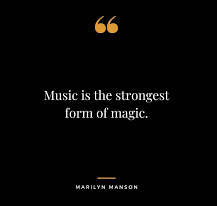 ❝
Music is the strongest
form of magic.
MARILYN MANSON